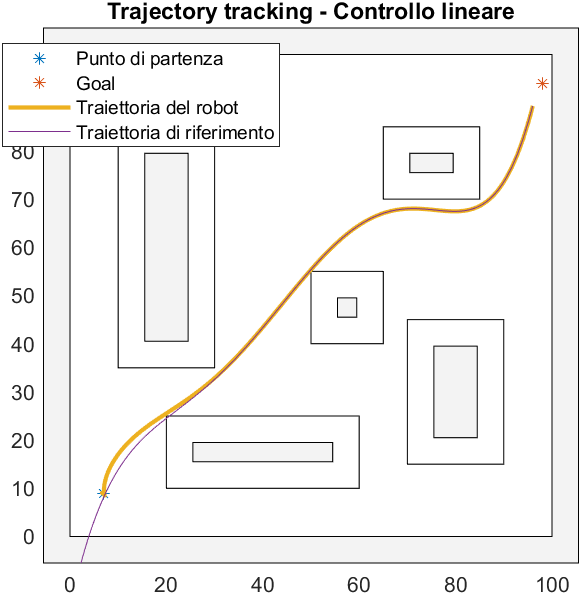 Trajectory tracking - Controllo lineare
Punto di partenza
Goal
Traiettoria del robot
Traiettoria di riferimento
80
70
60
50
40
30
20
10
0
0 20 40 60 80 100